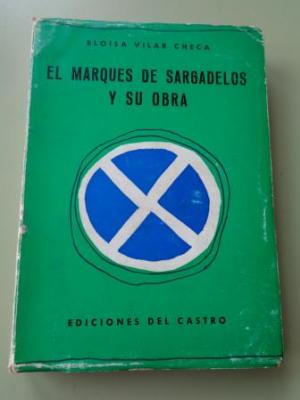 ELOISA VILAR CHECA
EL MARQUES DE SARGADELOS
Y SU OBRA
EDICIONES DEL CASTRO